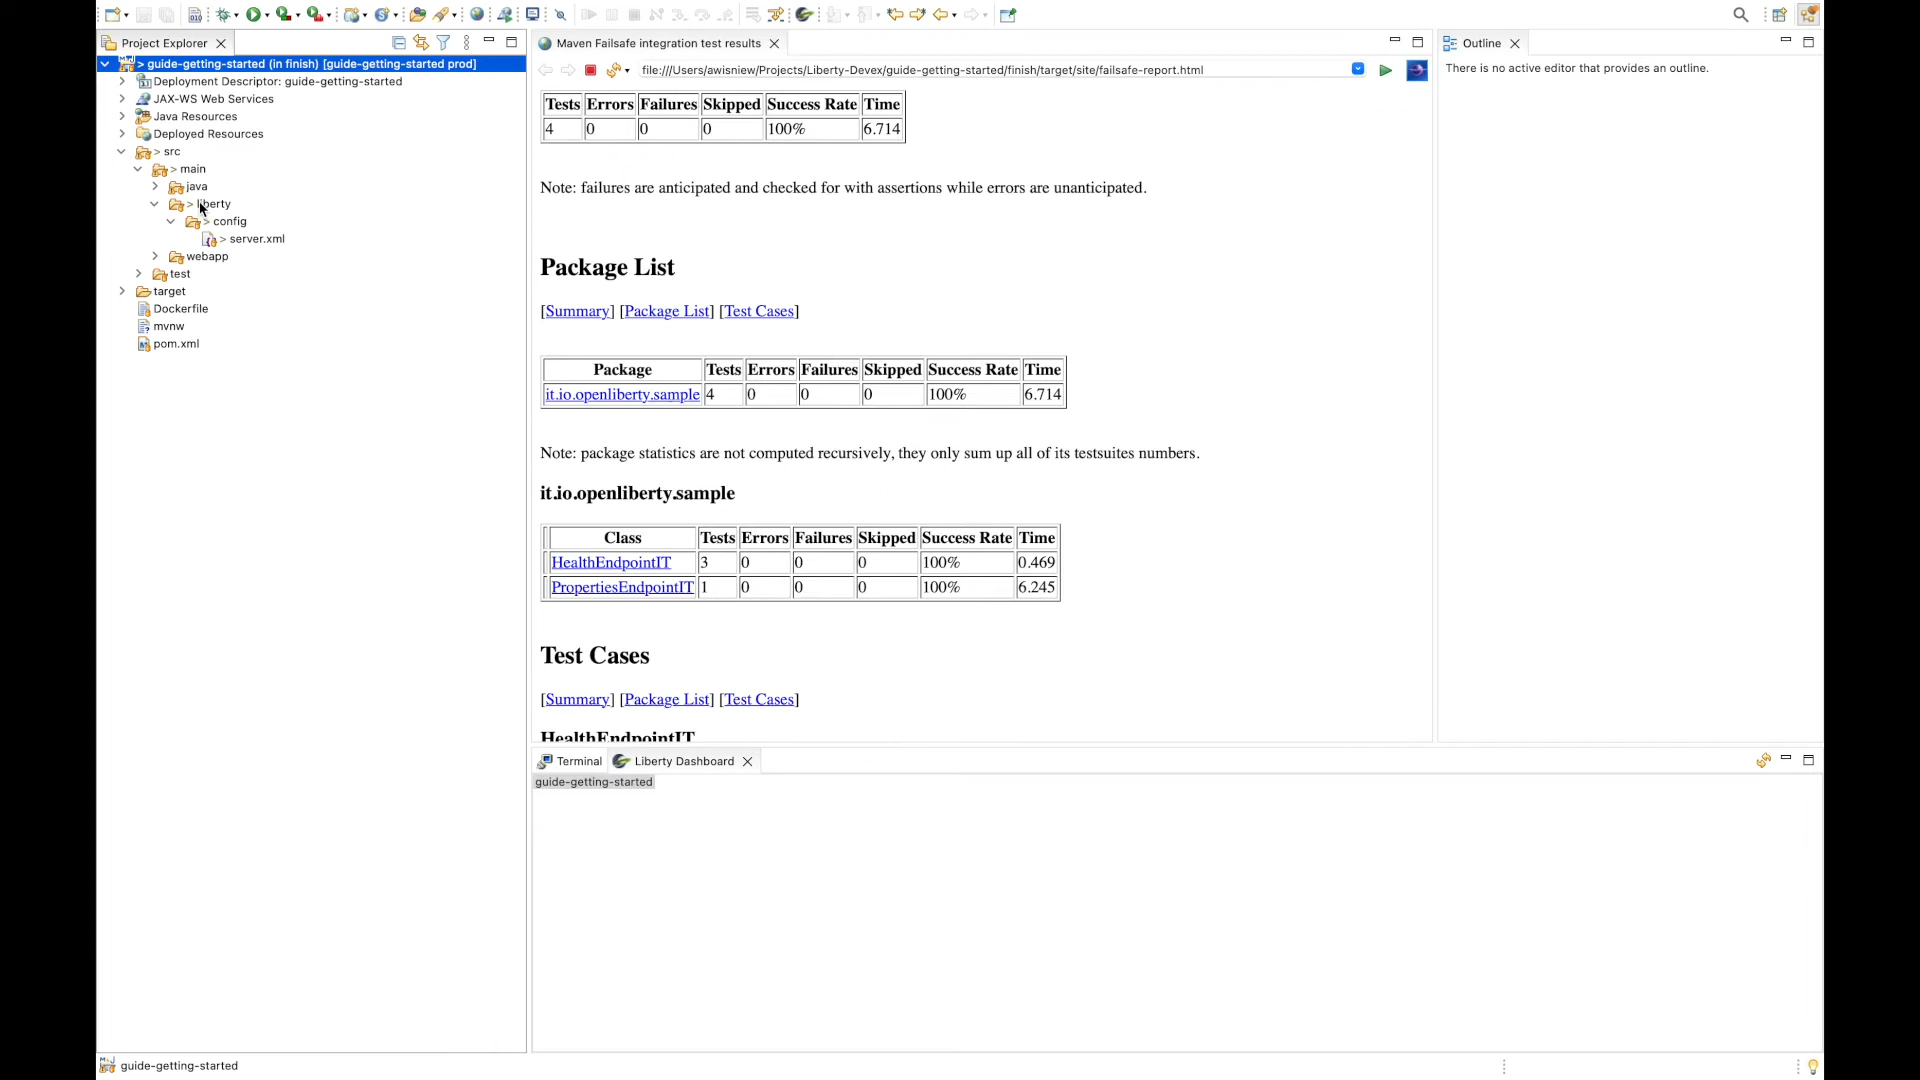 Project Explorer
> guide-getting-started (in finish) [guide-getting-started prod]
Deployment Descriptor: guide-getting-started
JAX-WS Web Services
Java Resources
Deployed Resources
> src
> main
java
> liberty
> config
> server.xml
webapp
test
target
Dockerfile
mvnw
pom.xml
Maven Failsafe integration test results
file:///Users/awisniew/Projects/Liberty-Devex/guide-getting-started/finish/target/site/failsafe-report.html
Tests Errors Failures Skipped Success Rate Time
4 0 0 0 100% 6.714
Note: failures are anticipated and checked for with assertions while errors are unanticipated.
Package List
[Summary] [Package List] [Test Cases]
Package Tests Errors Failures Skipped Success Rate Time
it.io.openliberty.sample 4 0 0 0 100% 6.714
Note: package statistics are not computed recursively, they only sum up all of its testsuites numbers.
it.io.openliberty.sample
Class Tests Errors Failures Skipped Success Rate Time
HealthEndpointIT 3 0 0 0 100% 0.469
PropertiesEndpointIT 1 0 0 0 100% 6.245
Test Cases
[Summary] [Package List] [Test Cases]
HealthEndpointIT
Outline
There is no active editor that provides an outline.
Terminal
Liberty Dashboard
guide-getting-started
guide-getting-started